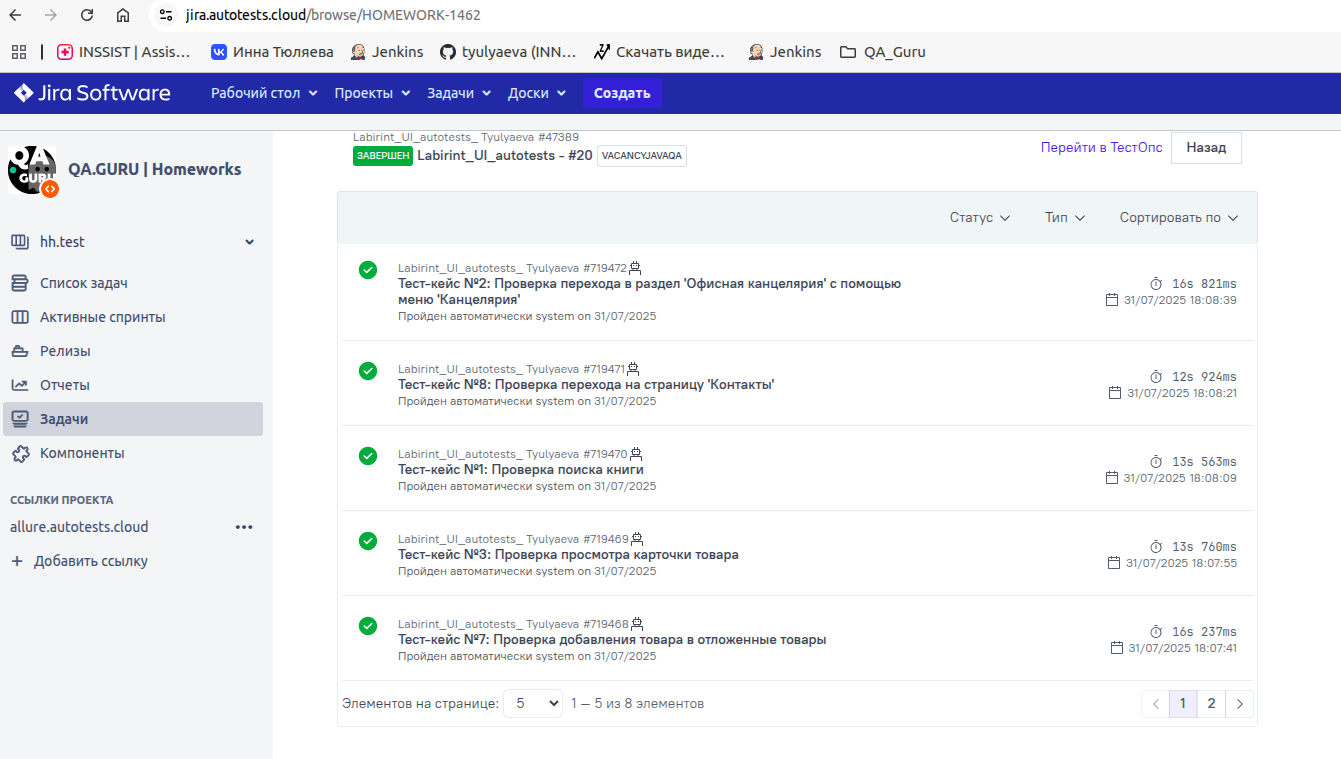 jira.autotests.cloud/browse/HOMEWORK-1462
INSSIST | Assis… Инна Тюляева Jenkins tyulyaeva (INN… Скачать виде… Jenkins QA_Guru
Jira Software Рабочий стол Проекты Задачи Доски Создать
QA GURU
QA.GURU | Homeworks
hh.test
Список задач
Активные спринты
Релизы
Отчеты
Задачи
Компоненты
ССЫЛКИ ПРОЕКТА
allure.autotests.cloud
Добавить ссылку
Labirint_UI_autotests_ Tyulyaeva #47389
ЗАВЕРШЕН Labirint_UI_autotests - #20 VACANCYJAVAQA
Перейти в ТестОпс Назад
Статус Тип Сортировать по
Labirint_UI_autotests_ Tyulyaeva #719472
Тест-кейс №2: Проверка перехода в раздел 'Офисная канцелярия' с помощью
меню 'Канцелярия'
Пройден автоматически system on 31/07/2025
16s 821ms
31/07/2025 18:08:39
Labirint_UI_autotests_ Tyulyaeva #719471
Тест-кейс №8: Проверка перехода на страницу 'Контакты'
Пройден автоматически system on 31/07/2025
12s 924ms
31/07/2025 18:08:21
Labirint_UI_autotests_ Tyulyaeva #719470
Тест-кейс №1: Проверка поиска книги
Пройден автоматически system on 31/07/2025
13s 563ms
31/07/2025 18:08:09
Labirint_UI_autotests_ Tyulyaeva #719469
Тест-кейс №3: Проверка просмотра карточки товара
Пройден автоматически system on 31/07/2025
13s 760ms
31/07/2025 18:07:55
Labirint_UI_autotests_ Tyulyaeva #719468
Тест-кейс №7: Проверка добавления товара в отложенные товары
Пройден автоматически system on 31/07/2025
16s 237ms
31/07/2025 18:07:41
Элементов на странице: 5 1 — 5 из 8 элементов
1 2